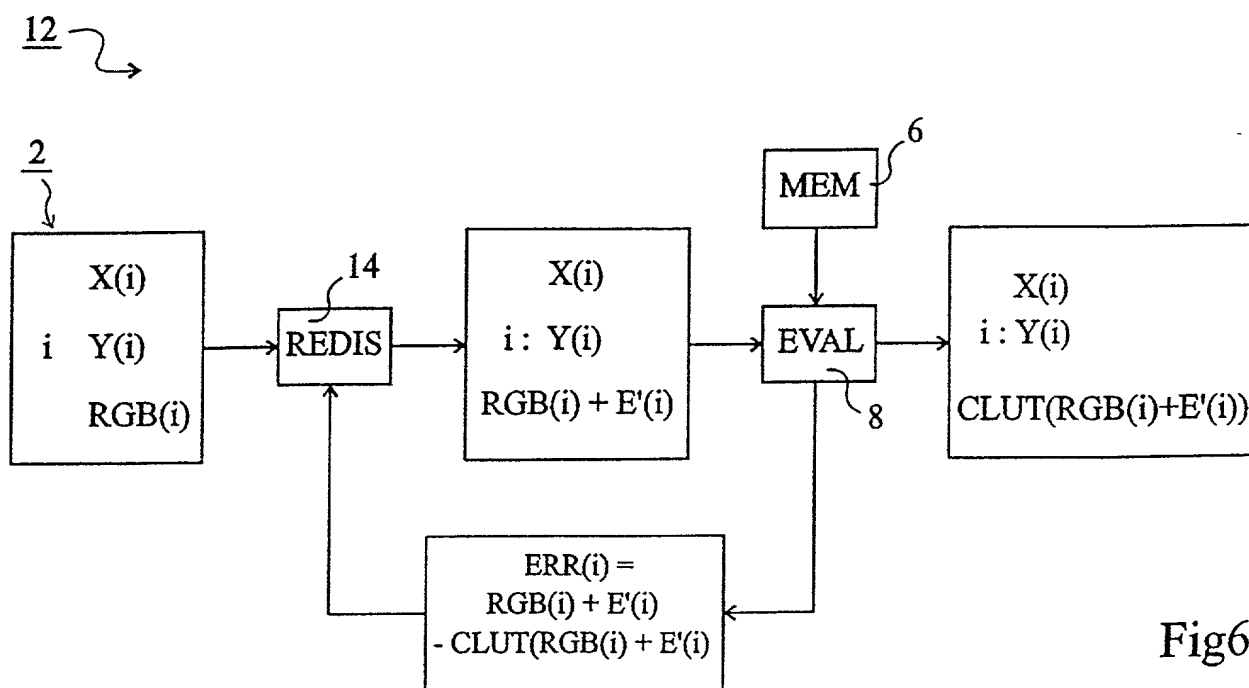 12
2
X(i)
i Y(i)
RGB(i)
14
REDIS
X(i)
i : Y(i)
RGB(i) + E'(i)
6
MEM
EVAL
8
X(i)
i : Y(i)
CLUT(RGB(i)+E'(i))
ERR(i) =
RGB(i) + E'(i)
- CLUT(RGB(i) + E'(i)
Fig6